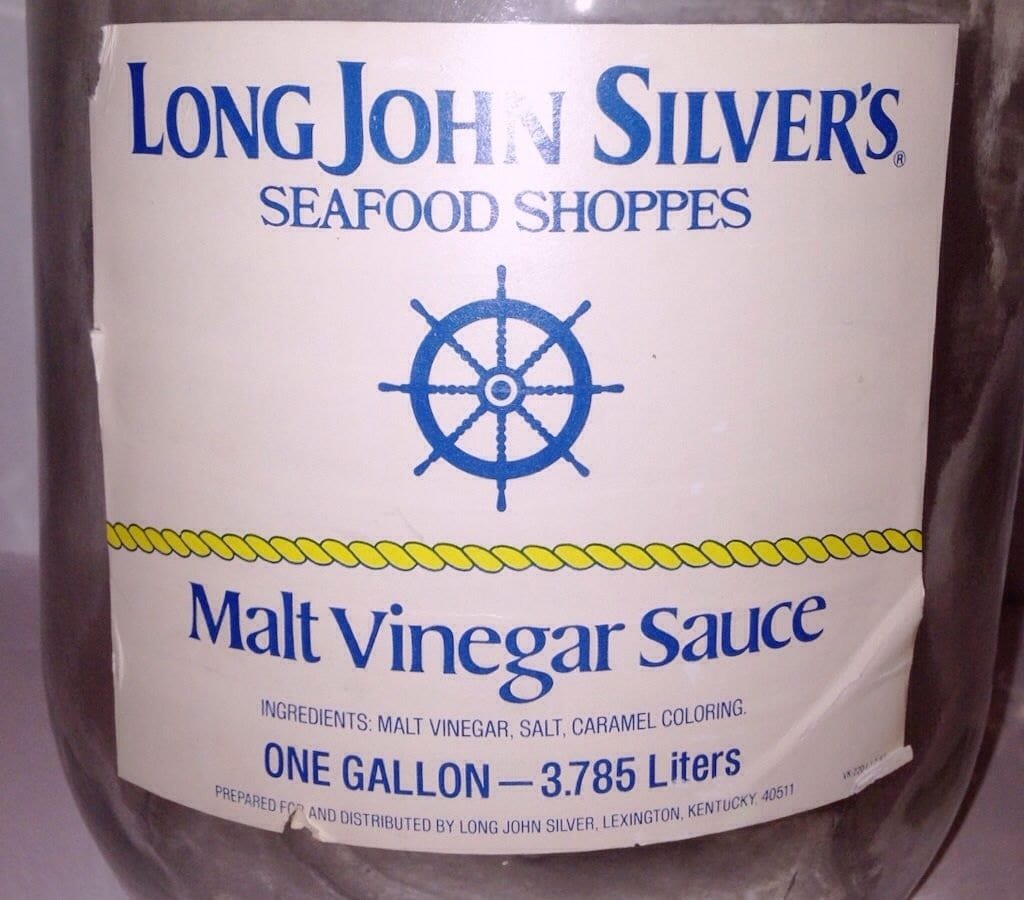 LONG JOHN SILVER'S®
SEAFOOD SHOPPES
Malt Vinegar Sauce
INGREDIENTS: MALT VINEGAR, SALT, CARAMEL COLORING.
ONE GALLON — 3.785 Liters
PREPARED FOR AND DISTRIBUTED BY LONG JOHN SILVER, LEXINGTON, KENTUCKY 40511